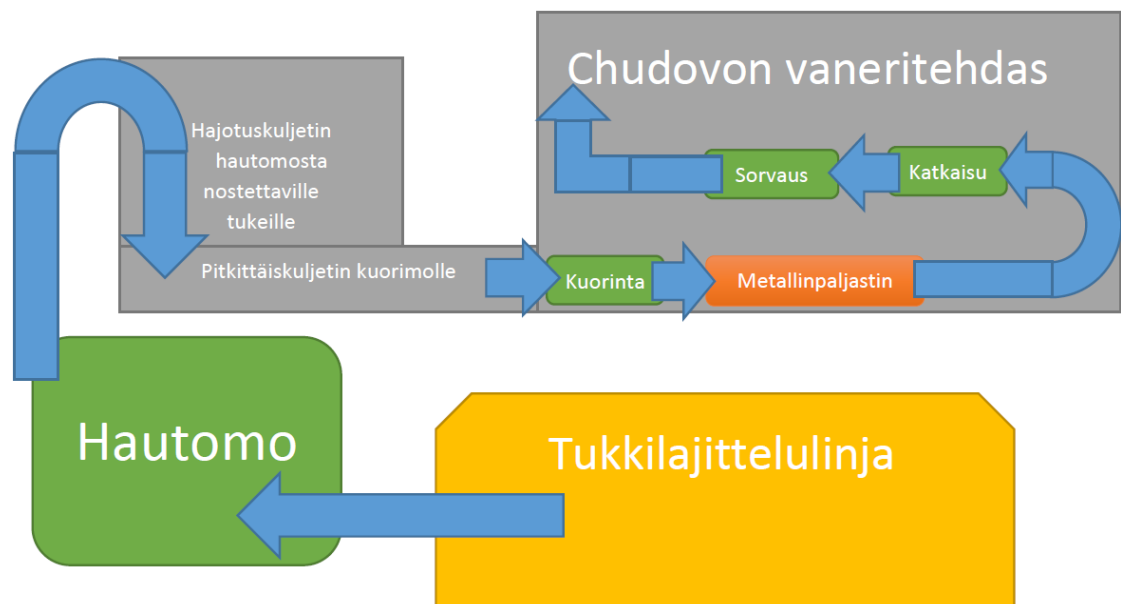 Chudovon vaneritehdas
Hajotuskuljetin
hautomosta
nostettaville
tukeille
Sorvaus
Katkaisu
Pitkittäiskuljetin kuorimolle
Kuorinta
Metallinpaljastin
Hautomo
Tukkilajittelulinja